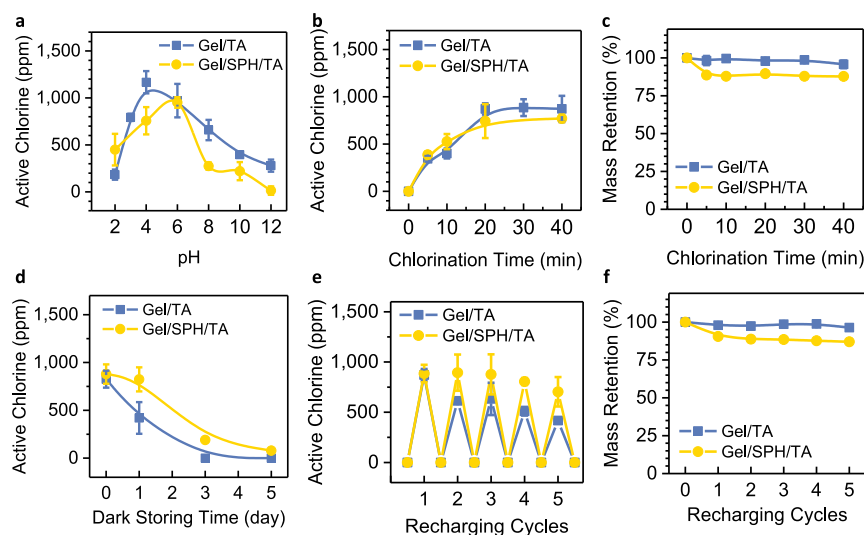 a
Active Chlorine (ppm)
1,500
1,000
500
0
Gel/TA
Gel/SPH/TA
2 4 6 8 10 12
pH
b
Active Chlorine (ppm)
1,500
1,000
500
0
Gel/TA
Gel/SPH/TA
0 10 20 30 40
Chlorination Time (min)
c
Mass Retention (%)
100
75
50
25
0
Gel/TA
Gel/SPH/TA
0 10 20 30 40
Chlorination Time (min)
d
Active Chlorine (ppm)
1,500
1,000
500
0
Gel/TA
Gel/SPH/TA
0 1 2 3 4 5
Dark Storing Time (day)
e
Active Chlorine (ppm)
1,500
1,000
500
0
Gel/TA
Gel/SPH/TA
1 2 3 4 5
Recharging Cycles
f
Mass Retention (%)
100
75
50
25
0
Gel/TA
Gel/SPH/TA
0 1 2 3 4 5
Recharging Cycles